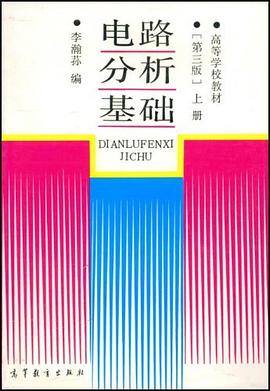 电路
分析
基础
DIANLUFENXI
JICHU
李瀚荪 编
高等学校教材
［第三版］上册
高等教育出版社